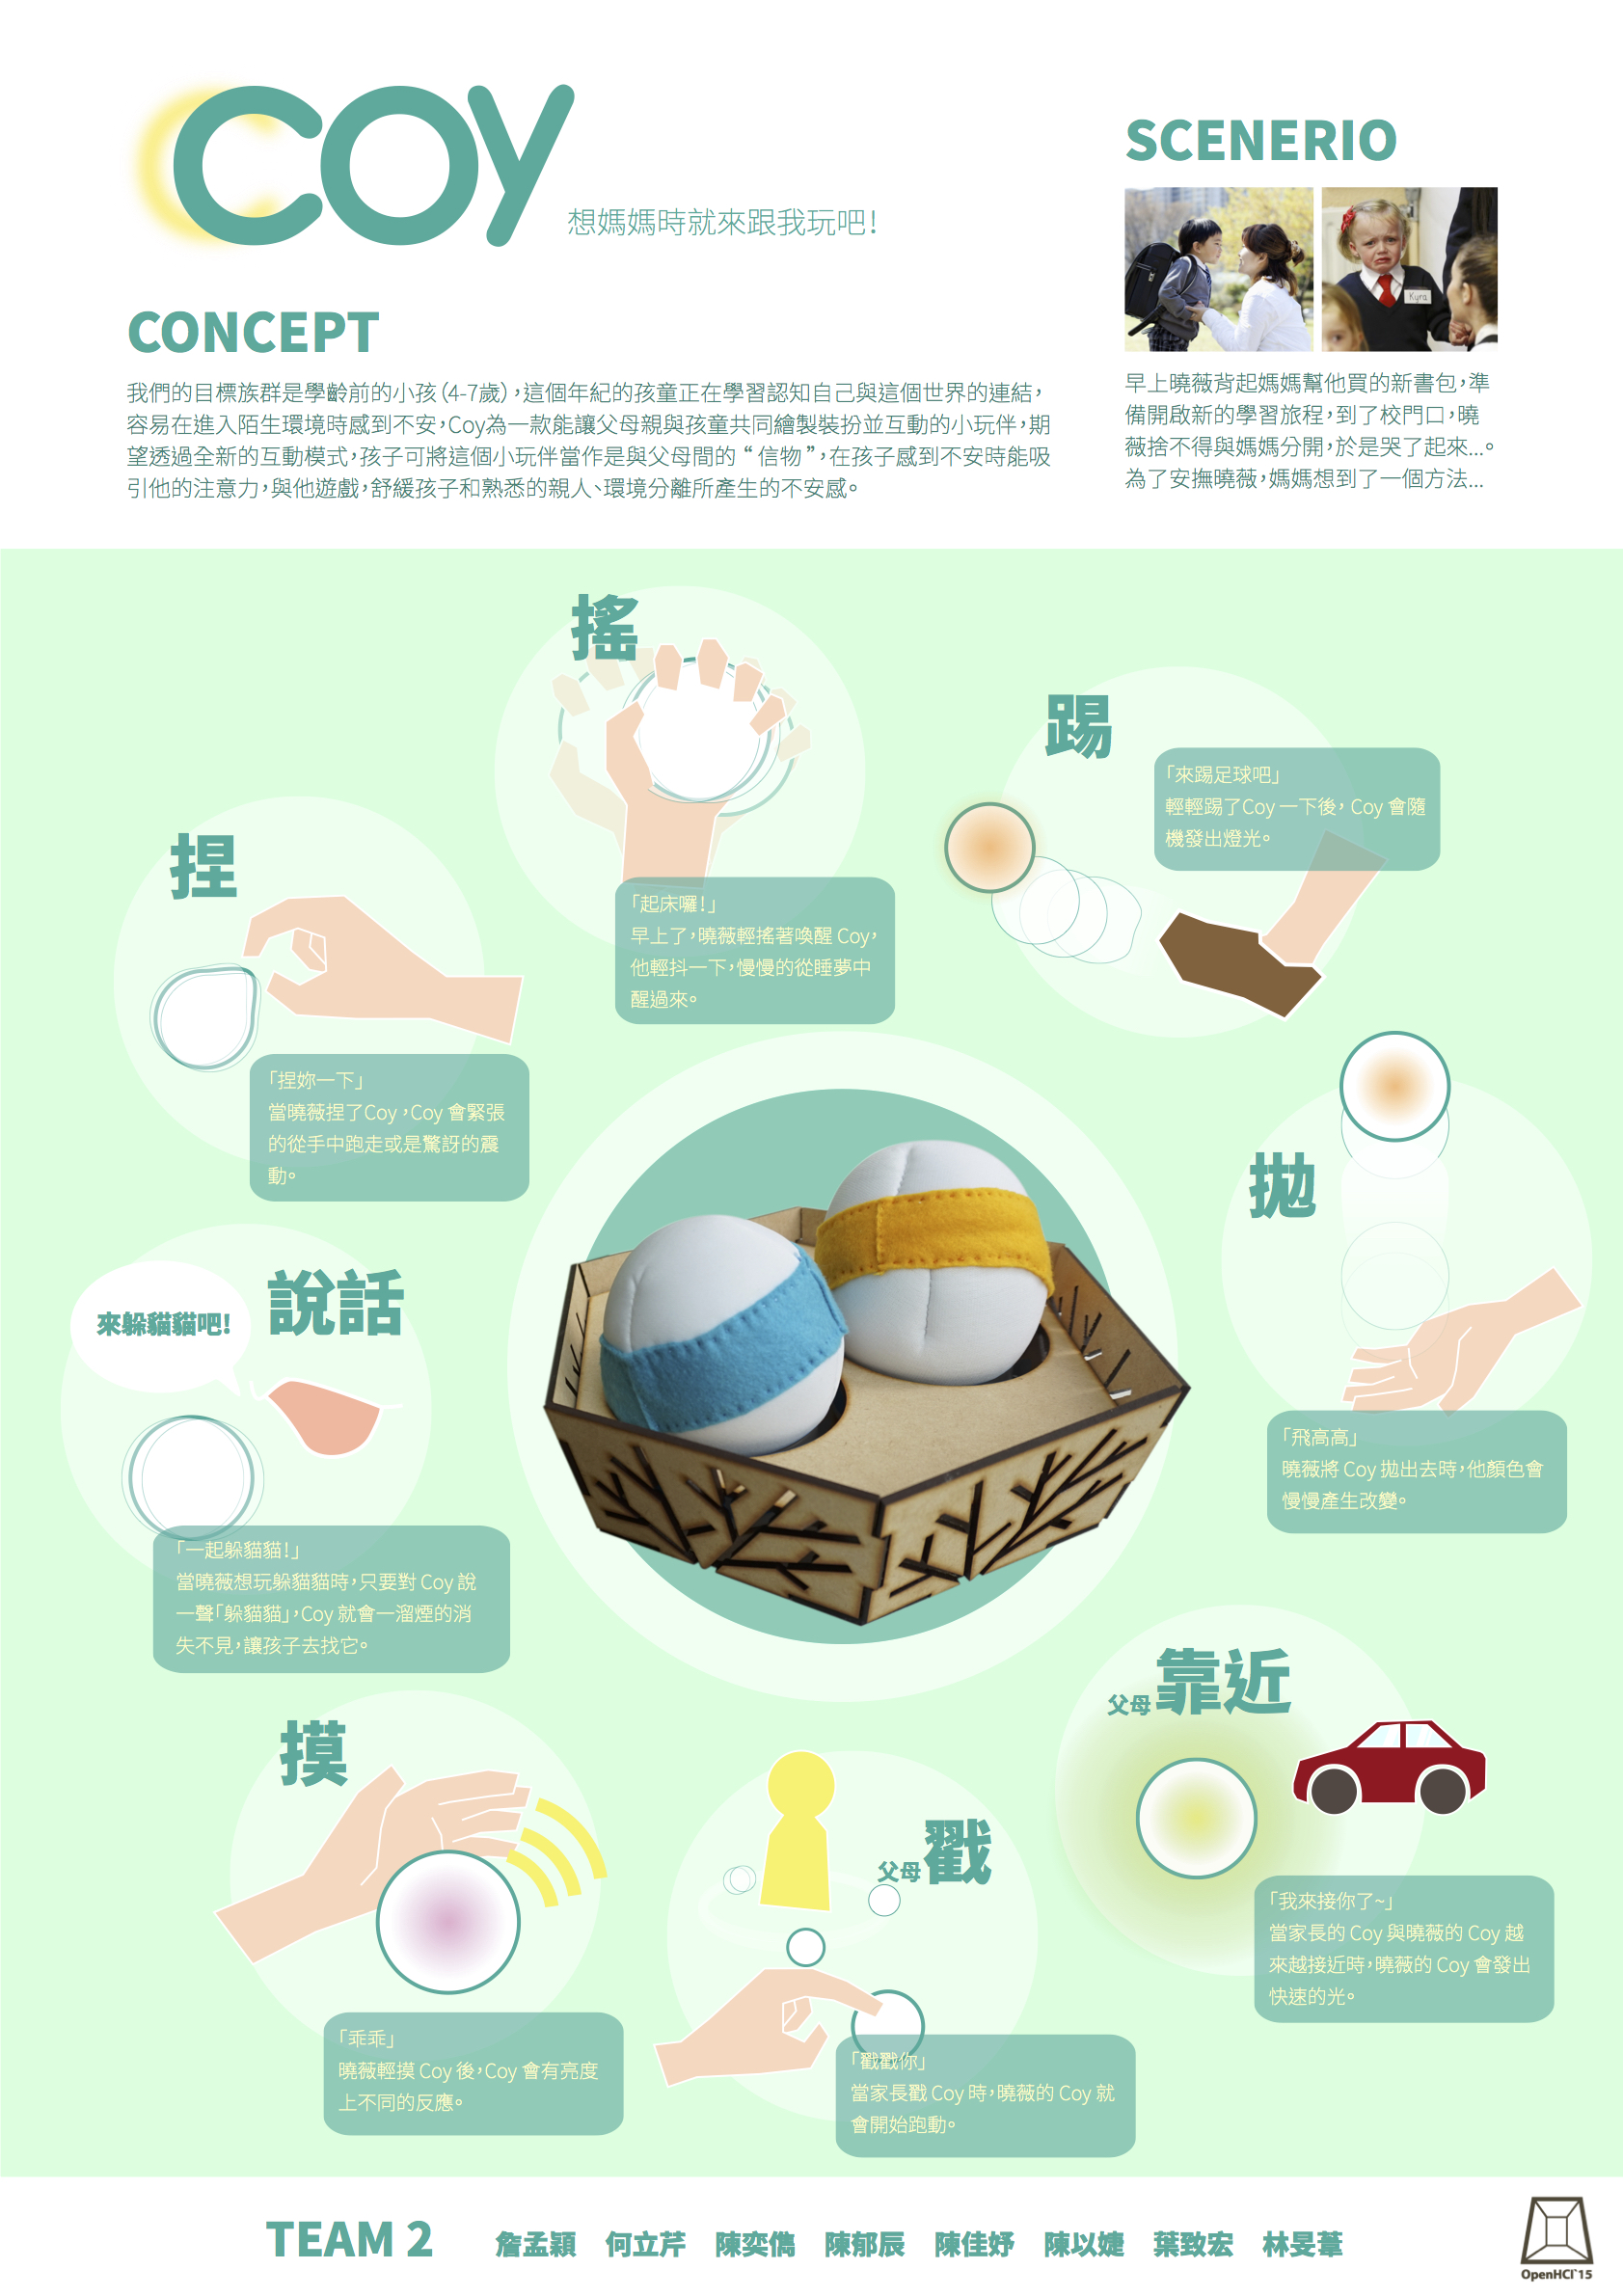 COY
想媽媽時就來跟我玩吧！
CONCEPT
我們的目標族群是學齡前的小孩（4-7歲），這個年紀的孩童正在學習認知自己與這個世界的連結，
容易在進入陌生環境時感到不安，Coy為一款能讓父母親與孩童共同繪製裝扮並互動的小玩伴，期
望透過全新的互動模式，孩子可將這個小玩伴當作是與父母間的“信物”，在孩子感到不安時能吸
引他的注意力，與他遊戲，舒緩孩子和熟悉的親人、環境分離所產生的不安感。
SCENERIO
Kyra
早上曉薇背起媽媽幫他買的新書包，準
備開啟新的學習旅程，到了校門口，曉
薇捨不得與媽媽分開，於是哭了起來...。
為了安撫曉薇，媽媽想到了一個方法...
搖
「起床囉！」
早上了，曉薇輕搖著喚醒 Coy，
他輕抖一下，慢慢的從睡夢中
醒過來。
踢
「來踢足球吧」
輕輕踢了Coy 一下後， Coy 會隨
機發出燈光。
捏
「捏妳一下」
當曉薇捏了Coy ，Coy 會緊張
的從手中跑走或是驚訝的震
動。
拋
「飛高高」
曉薇將 Coy 拋出去時，他顏色會
慢慢產生改變。
說話
來躲貓貓吧！
「一起躲貓貓！」
當曉薇想玩躲貓貓時，只要對 Coy 說
一聲「躲貓貓」，Coy 就會一溜煙的消
失不見，讓孩子去找它。
父母靠近
「我來接你了~」
當家長的 Coy 與曉薇的 Coy 越
來越接近時，曉薇的 Coy 會發出
快速的光。
摸
「乖乖」
曉薇輕摸 Coy 後，Coy 會有亮度
上不同的反應。
父母戳
「戳戳你」
當家長戳 Coy 時，曉薇的 Coy 就
會開始跑動。
TEAM 2 詹孟穎 何立芹 陳奕儁 陳郁辰 陳佳妤 陳以婕 葉致宏 林旻葦
OpenHCI`15